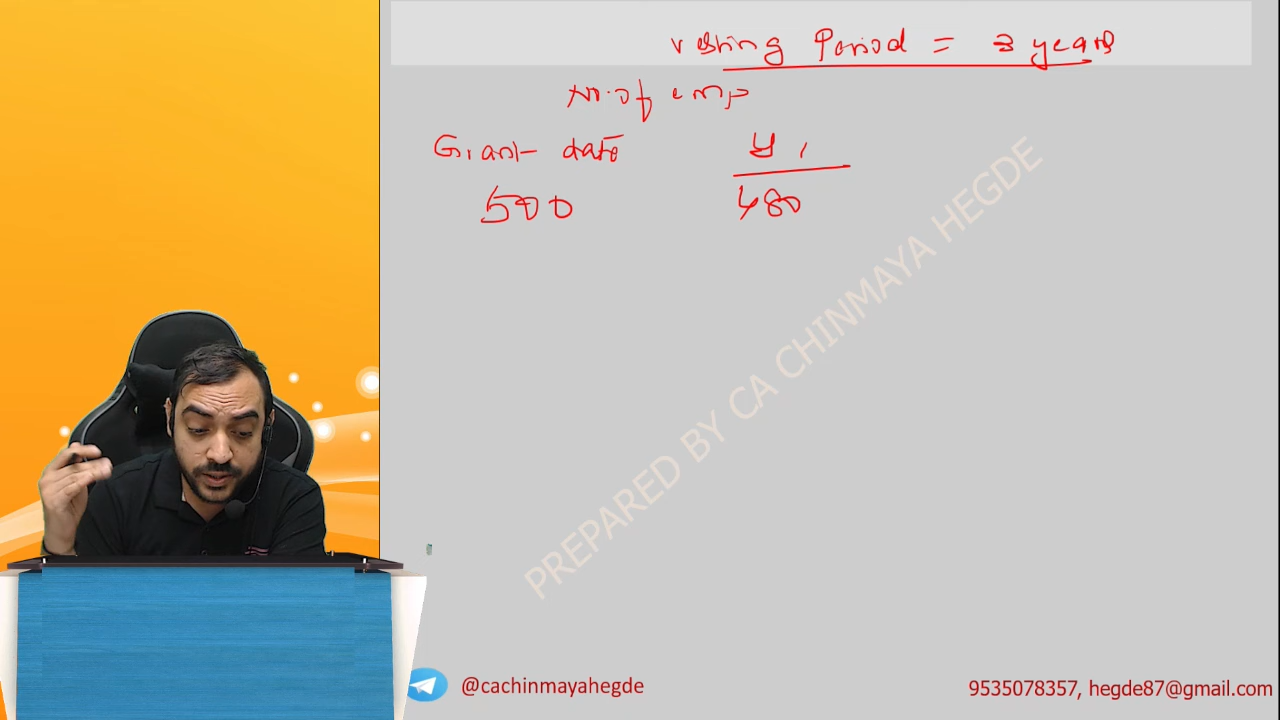 vesting Period = 3 years
No. of emp
Grant date Y1
500 480
PREPARED BY CA CHINMAYA HEGDE
@cachinmayahegde
9535078357, hegde87@gmail.com